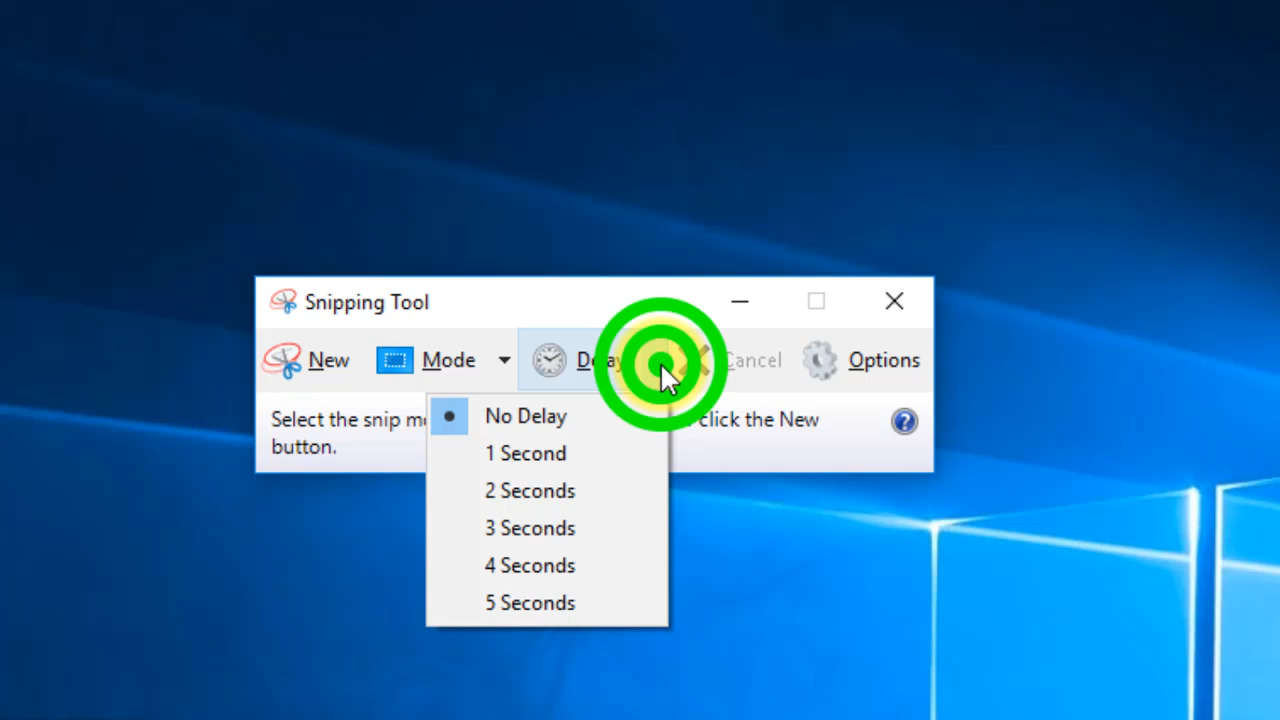 Snipping Tool
New Mode Delay Cancel Options
Select the snip click the New
button.
No Delay
1 Second
2 Seconds
3 Seconds
4 Seconds
5 Seconds